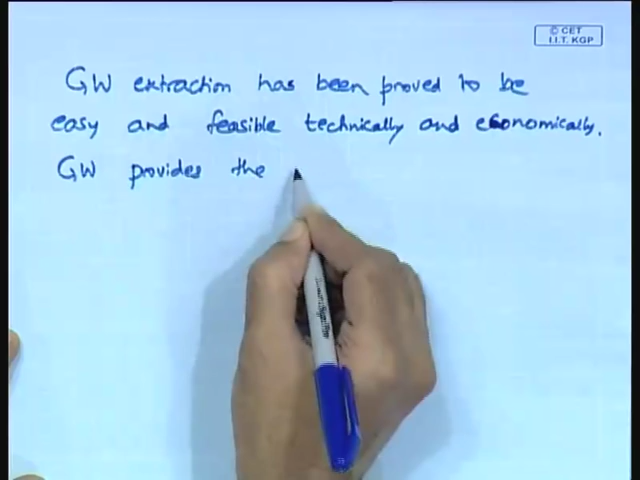 © CET
I.I.T. KGP
GW extraction has been proved to be
easy and feasible technically and economically.
GW provides the